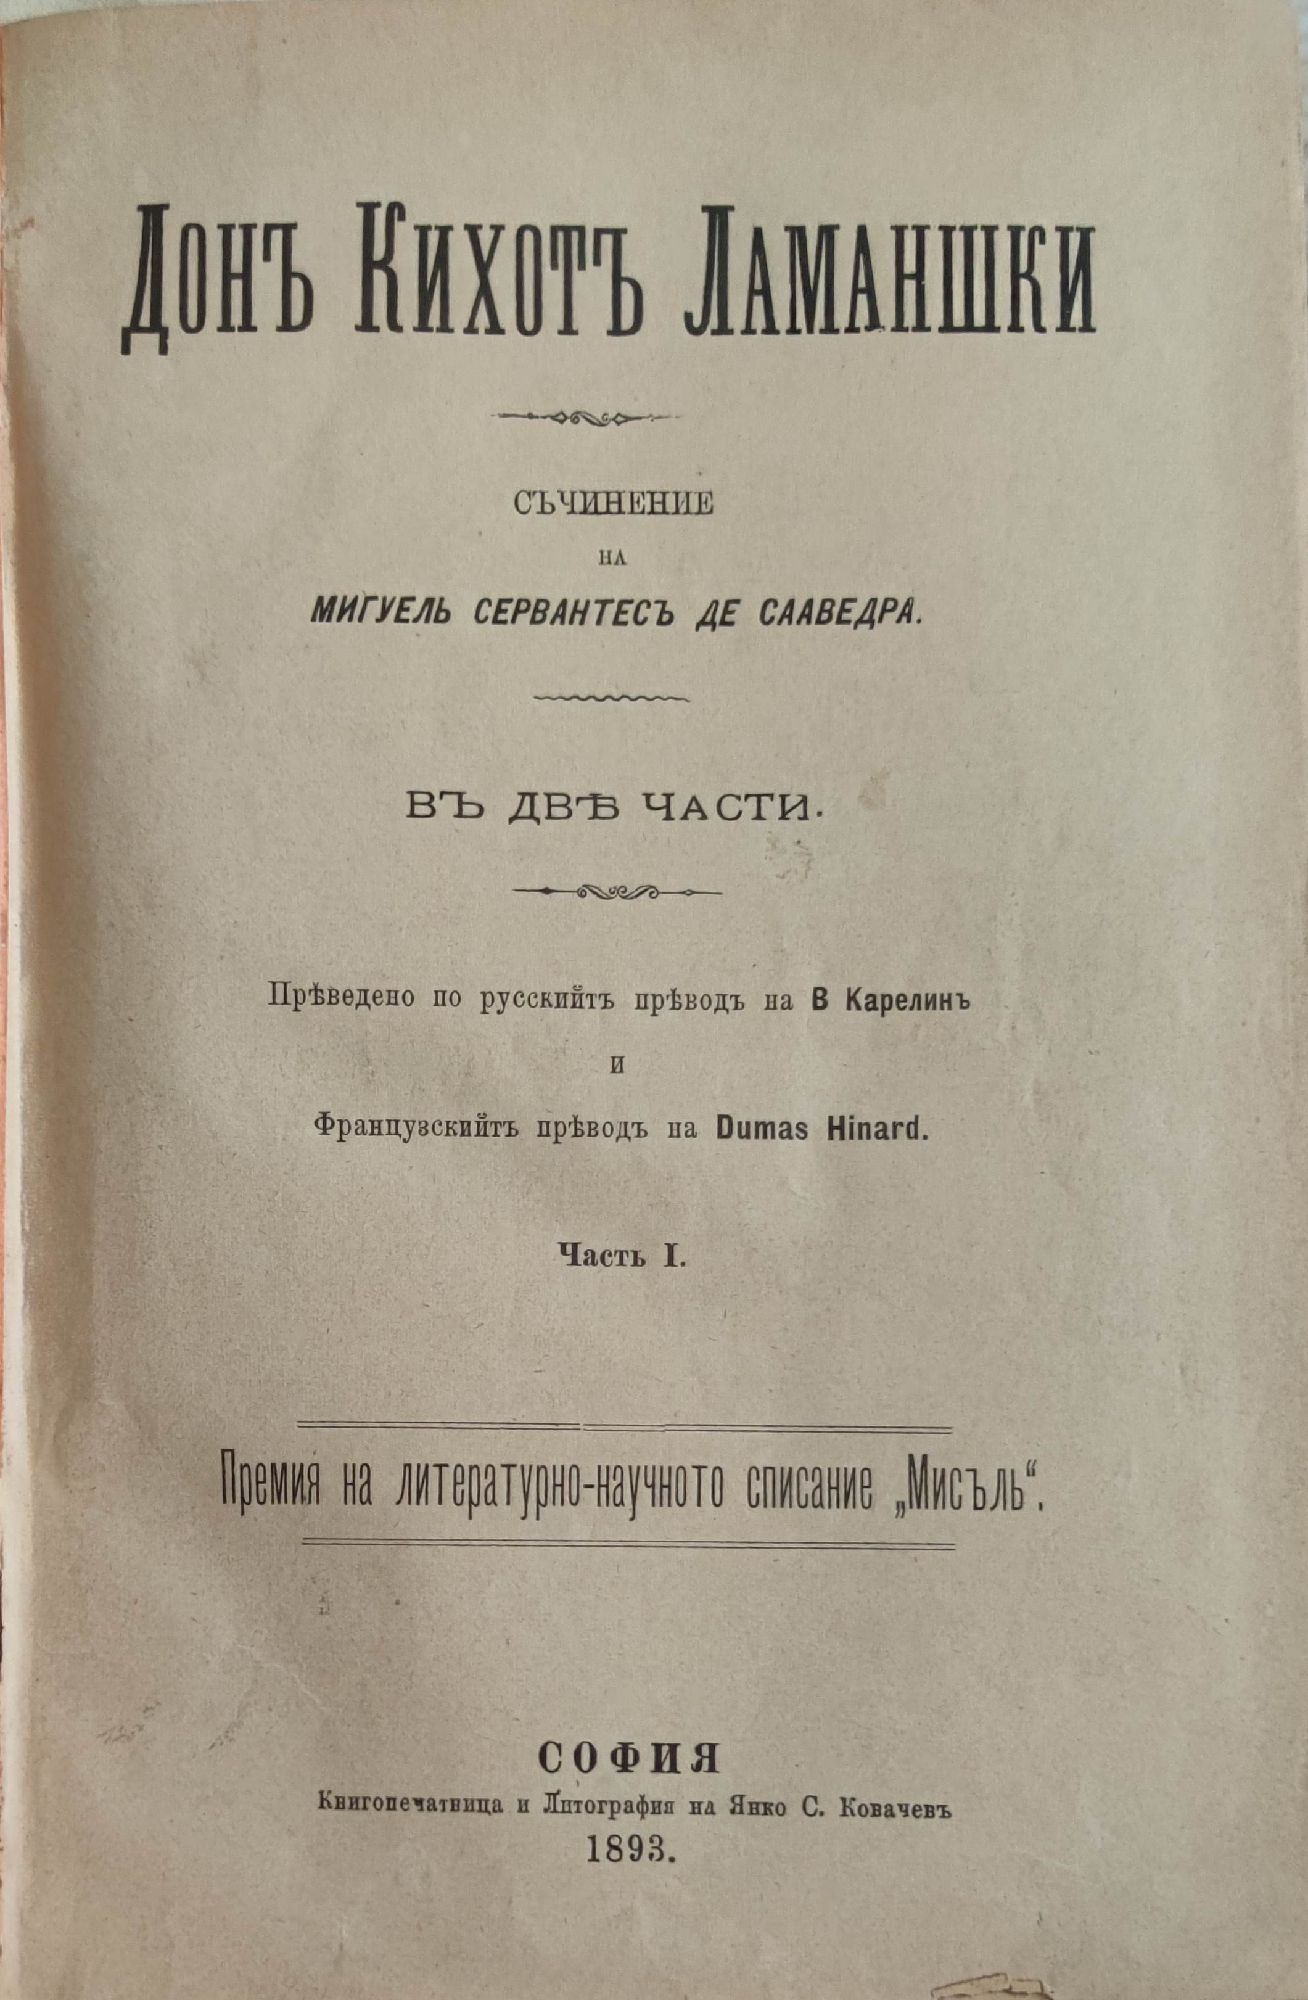 Донъ Кихотъ Ламаншки
СЪЧИНЕНИЕ
НА
МИГУЕЛЬ СЕРВАНТЕСЪ ДЕ СААВЕДРА.
ВЪ ДВѢ ЧАСТИ.
Прѣведено по русскийтъ прѣводъ на В Карелинъ
и
Французскийтъ прѣводъ на Dumas Hinard.
Часть I.
Премия на литературно-научното списание „Мисъль“.
СОФИЯ
Книгопечатница и Литография на Янко С. Ковачевъ
1893.